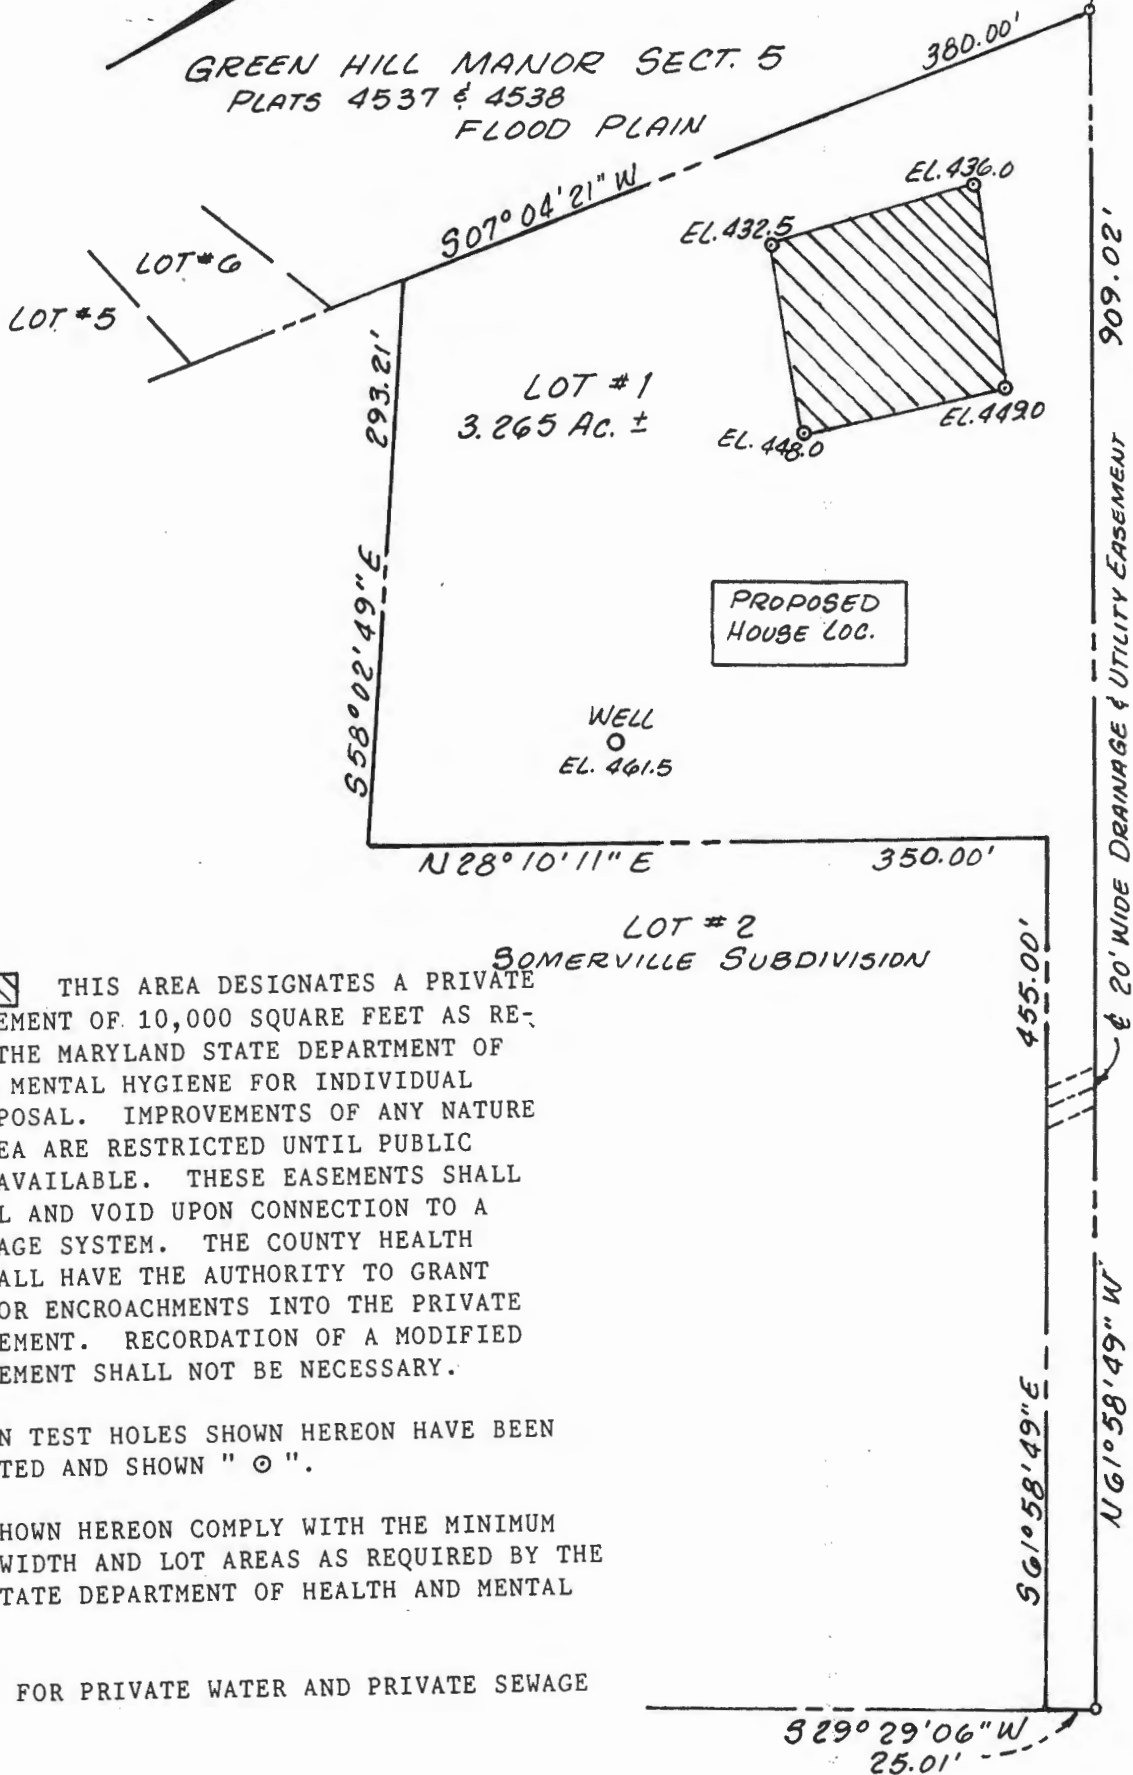 GREEN HILL MANOR SECT. 5
PLATS 4537 & 4538
FLOOD PLAIN
380.00'
S07° 04' 21" W
EL. 436.0
EL. 432.5
LOT #6
LOT #5
909.02'
293.21'
LOT #1
3.265 Ac. ±
EL. 448.0
EL. 449.0
S58° 02' 49" E
PROPOSED
HOUSE LOC.
WELL
EL. 461.5
℄ 20' WIDE DRAINAGE & UTILITY EASEMENT
N 28° 10' 11" E
350.00'
LOT #2
SOMERVILLE SUBDIVISION
455.00'
THIS AREA DESIGNATES A PRIVATE
EMENT OF 10,000 SQUARE FEET AS RE-
THE MARYLAND STATE DEPARTMENT OF
MENTAL HYGIENE FOR INDIVIDUAL
POSAL. IMPROVEMENTS OF ANY NATURE
EA ARE RESTRICTED UNTIL PUBLIC
AVAILABLE. THESE EASEMENTS SHALL
L AND VOID UPON CONNECTION TO A
AGE SYSTEM. THE COUNTY HEALTH
ALL HAVE THE AUTHORITY TO GRANT
OR ENCROACHMENTS INTO THE PRIVATE
EMENT. RECORDATION OF A MODIFIED
EMENT SHALL NOT BE NECESSARY.
N TEST HOLES SHOWN HEREON HAVE BEEN
TED AND SHOWN " ⊙ ".
HOWN HEREON COMPLY WITH THE MINIMUM
WIDTH AND LOT AREAS AS REQUIRED BY THE
TATE DEPARTMENT OF HEALTH AND MENTAL
FOR PRIVATE WATER AND PRIVATE SEWAGE
S 61° 58' 49" E
N 61° 58' 49" W
S 29° 29' 06" W
25.01'